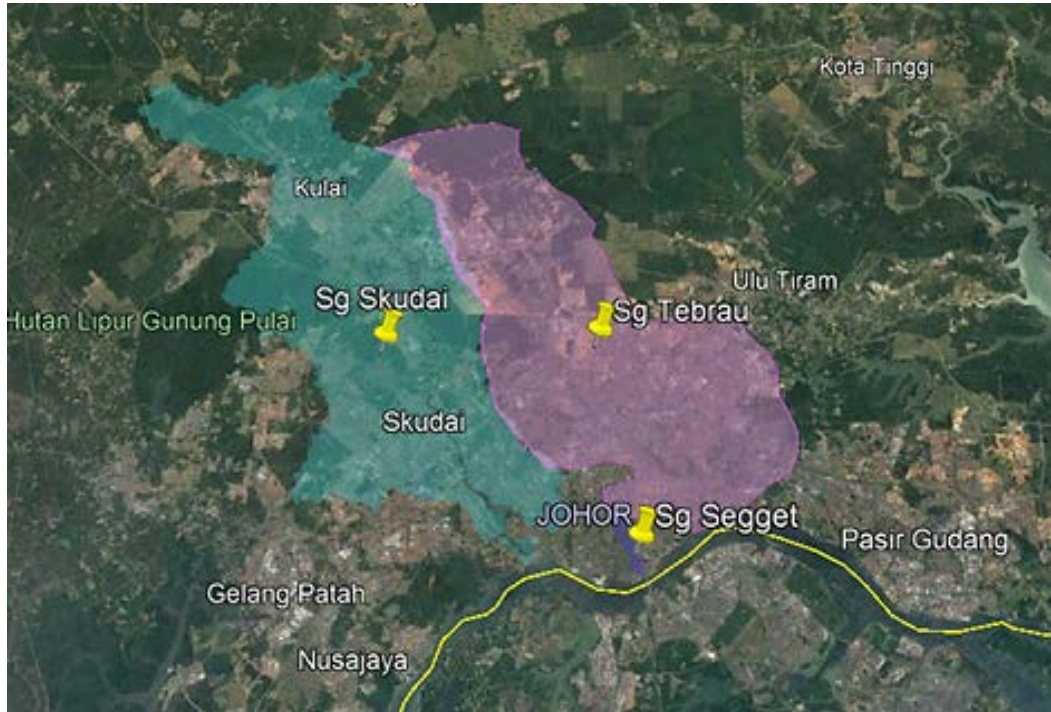 Kota Tinggi
Kulai
Ulu Tiram
Sg Skudai
Sg Tebrau
Hutan Lipur Gunung Pulai
Skudai
JOHOR
Sg Segget
Pasir Gudang
Gelang Patah
Nusajaya